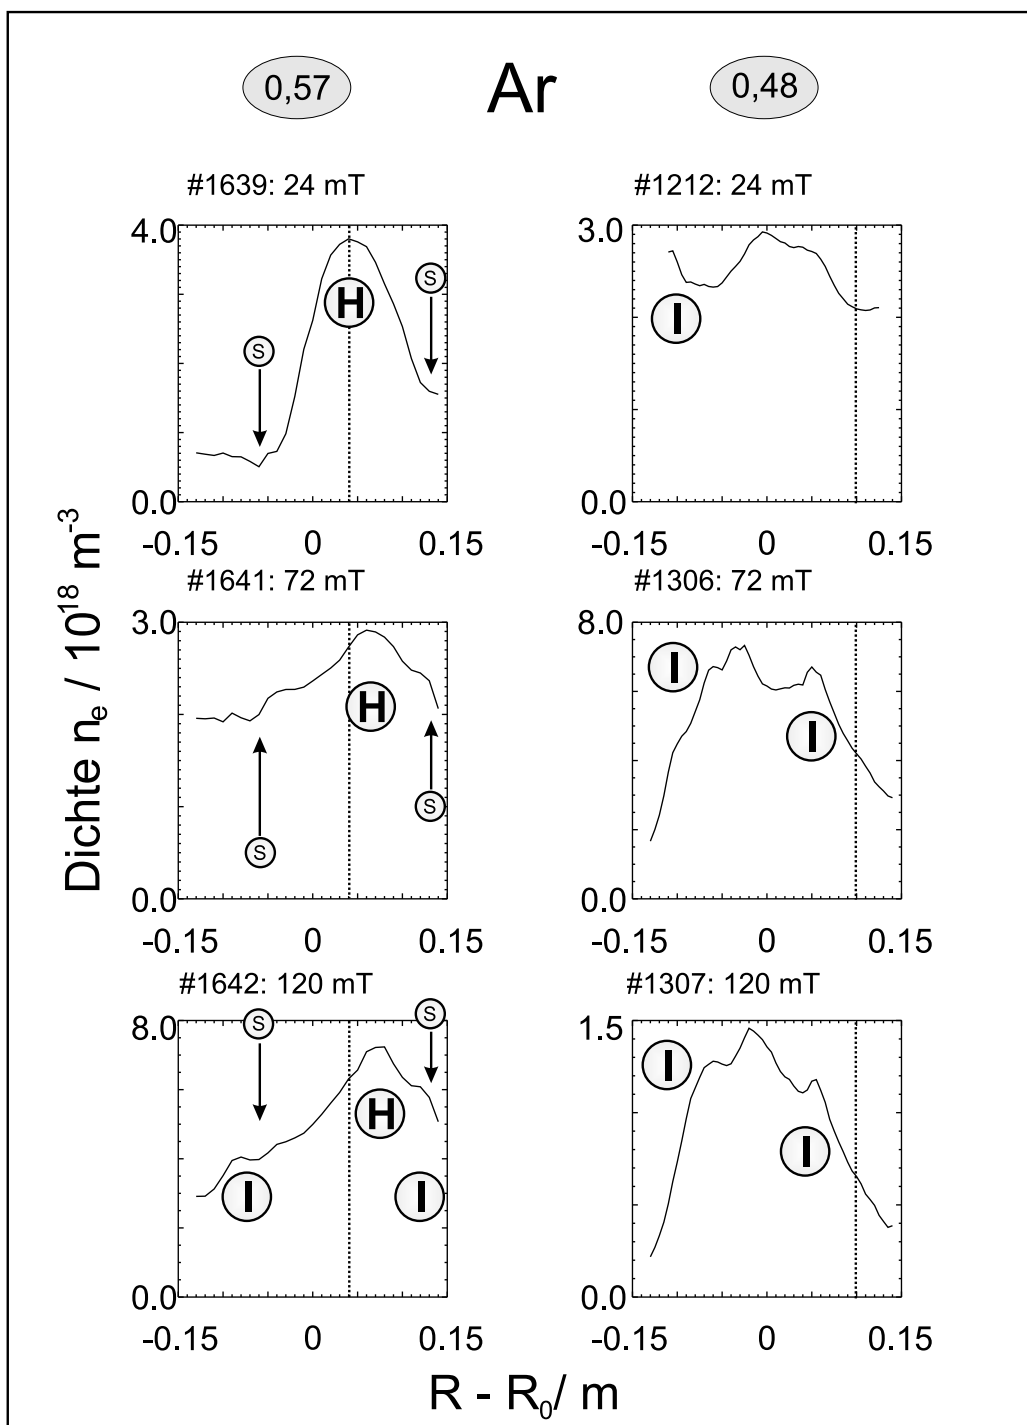 0,57 Ar 0,48
#1639: 24 mT
4.0
S
H
S
0.0
-0.15 0 0.15
#1212: 24 mT
3.0
I
0.0
-0.15 0 0.15
#1641: 72 mT
3.0
H
S
S
0.0
-0.15 0 0.15
#1306: 72 mT
8.0
I
I
0.0
-0.15 0 0.15
#1642: 120 mT
8.0
S
S
H
I
I
0.0
-0.15 0 0.15
#1307: 120 mT
1.5
I
I
0.0
-0.15 0 0.15
Dichte nₑ / 10¹⁸ m⁻³
R - R₀/ m